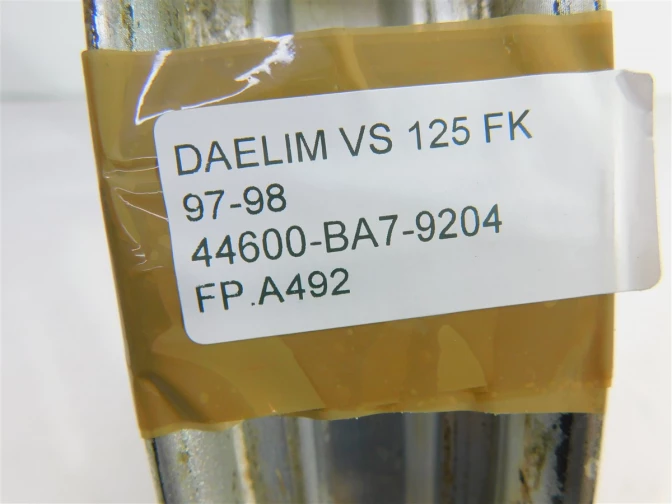 DAELIM VS 125 FK
97-98
44600-BA7-9204
FP.A492